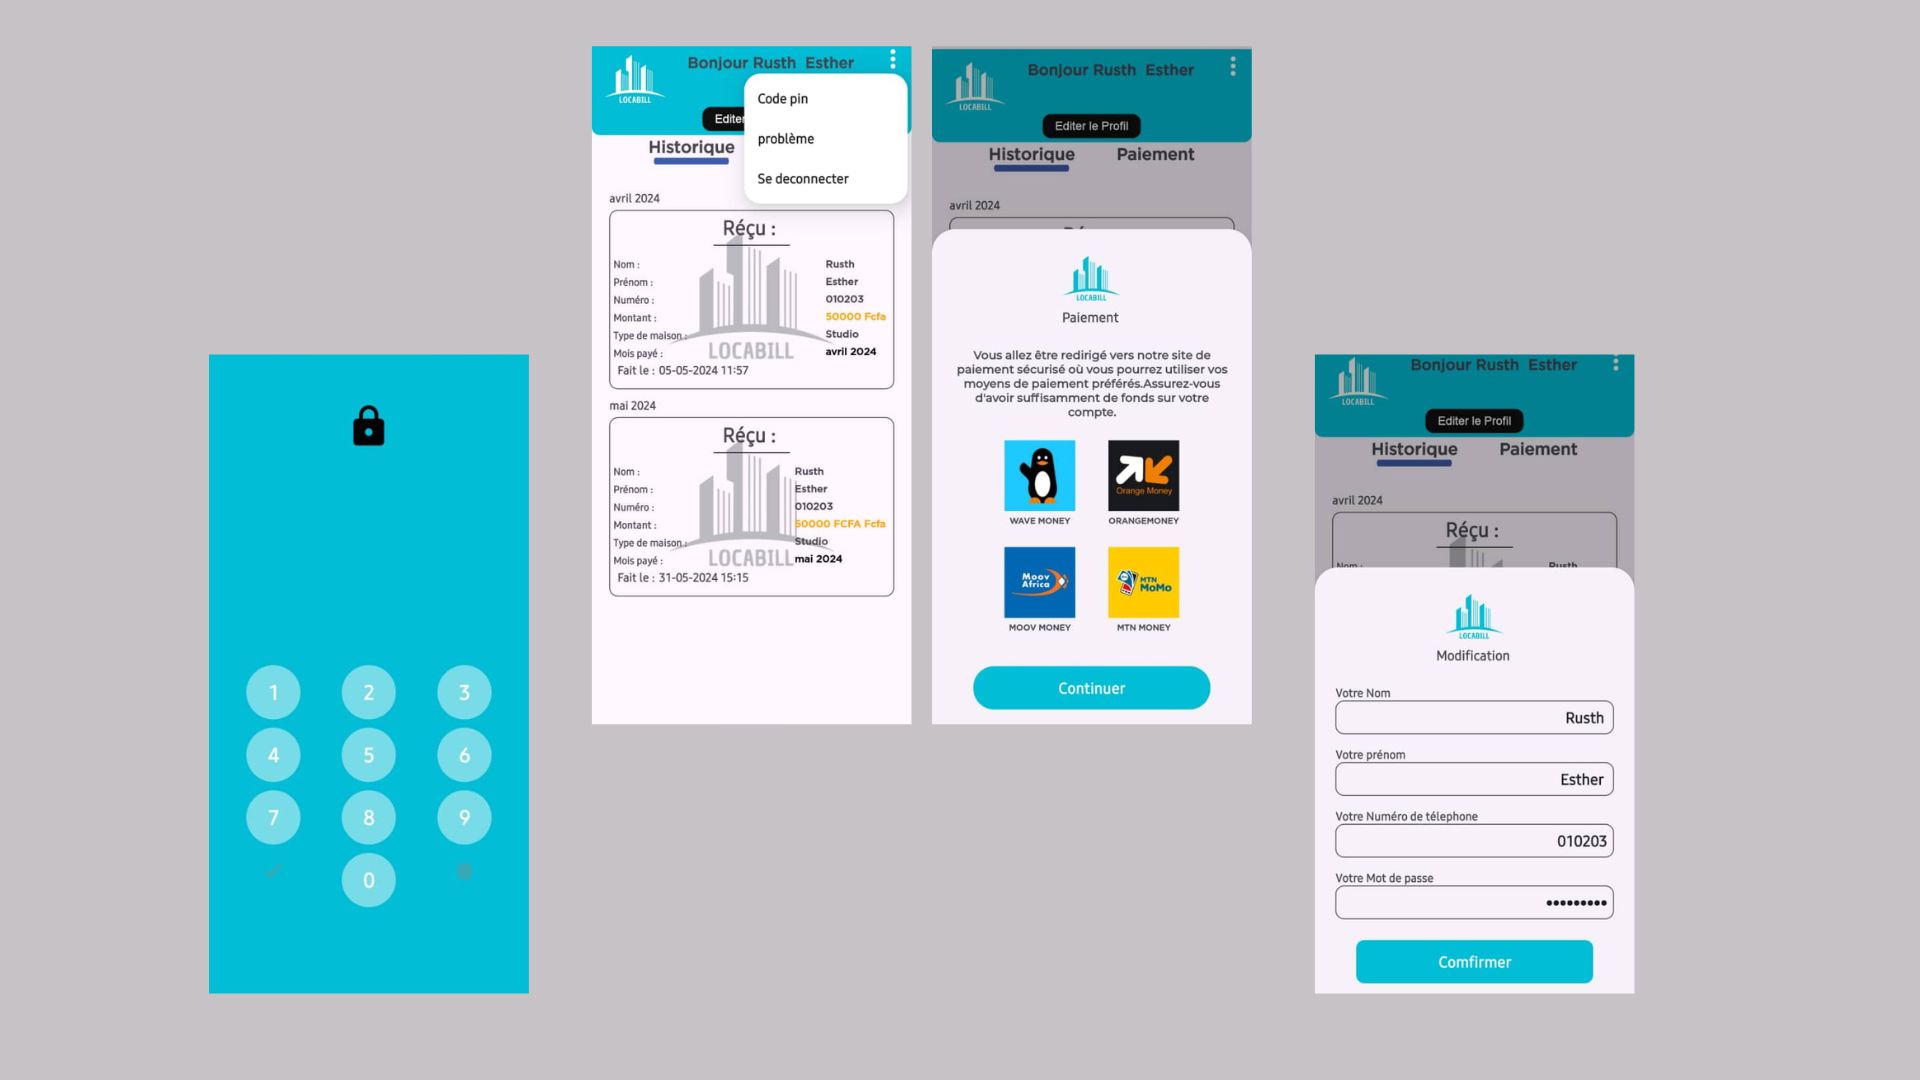 1 2 3
4 5 6
7 8 9
0
LOCABILL
Bonjour Rusth Esther
Editer
Code pin
problème
Se deconnecter
Historique
avril 2024
Réçu :
Nom : Rusth
Prénom : Esther
Numéro : 010203
Montant : 50000 Fcfa
Type de maison : Studio
Mois payé : avril 2024
LOCABILL
Fait le : 05-05-2024 11:57
mai 2024
Réçu :
Nom : Rusth
Prénom : Esther
Numéro : 010203
Montant : 50000 FCFA Fcfa
Type de maison : Studio
Mois payé : mai 2024
LOCABILL
Fait le : 31-05-2024 15:15
LOCABILL
Bonjour Rusth Esther
Editer le Profil
Historique Paiement
avril 2024
LOCABILL
Paiement
Vous allez être redirigé vers notre site de
paiement sécurisé où vous pourrez utiliser vos
moyens de paiement préférés.Assurez-vous
d'avoir suffisamment de fonds sur votre
compte.
Orange Money
WAVE MONEY ORANGEMONEY
Moov
Africa
MTN
MoMo
MOOV MONEY MTN MONEY
Continuer
LOCABILL
Bonjour Rusth Esther
Editer le Profil
Historique Paiement
avril 2024
Réçu :
Nom : Rusth
LOCABILL
Modification
Votre Nom
Rusth
Votre prénom
Esther
Votre Numéro de télephone
010203
Votre Mot de passe
•••••••••
Comfirmer